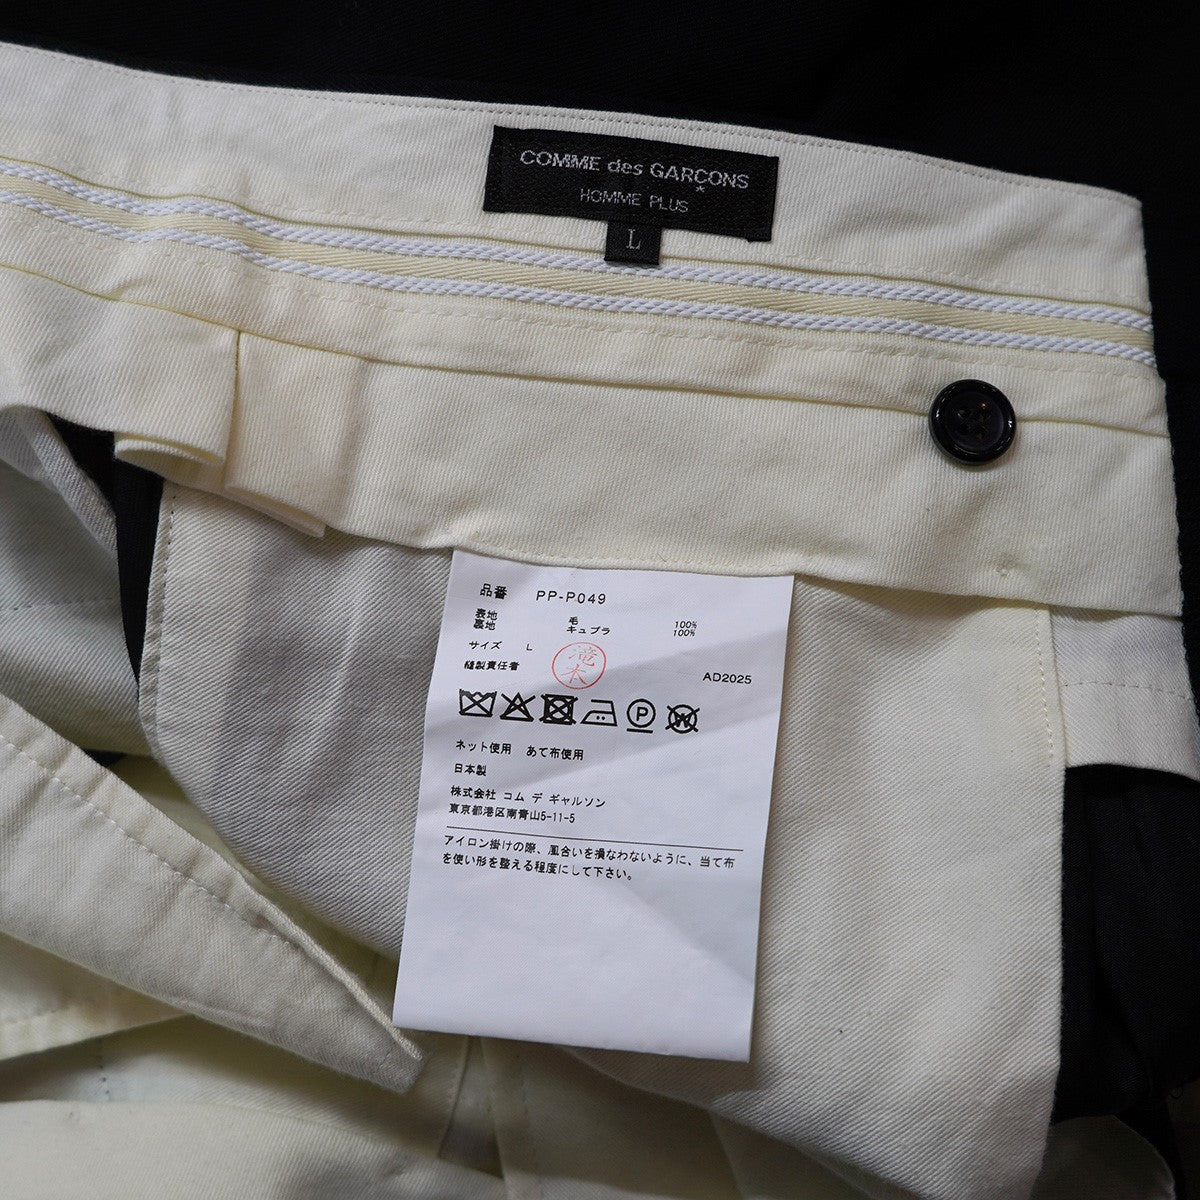 COMME des GARÇONS
HOMME PLUS
L
品番 PP-P049
表地 毛 100%
裏地 キュプラ 100%
サイズ L
縫製責任者 滝本
AD2025
P
W
ネット使用 あて布使用
日本製
株式会社 コム デ ギャルソン
東京都港区南青山5-11-5
アイロン掛けの際、風合いを損なわないように、当て布
を使い形を整える程度にして下さい。